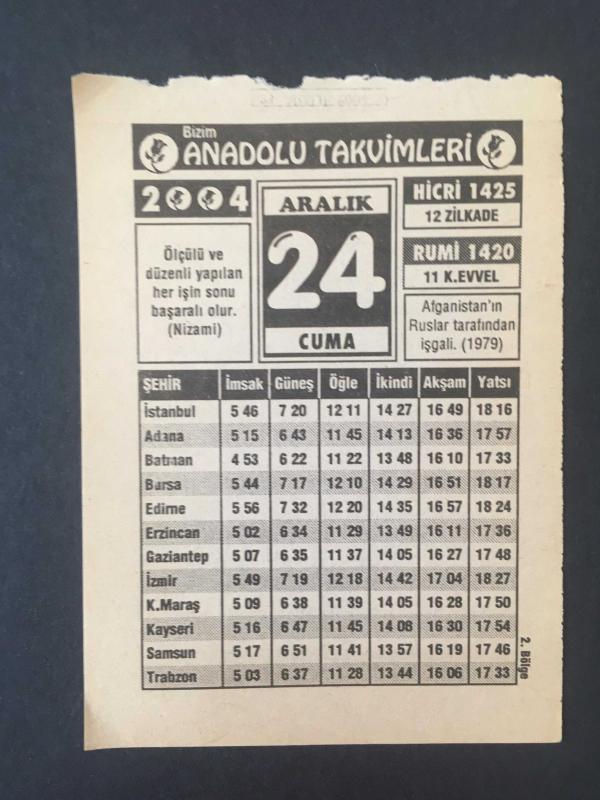 Bizim
ANADOLU TAKVİMLERİ
2004
ARALIK
24
CUMA
HİCRİ 1425
12 ZİLKADE
RUMİ 1420
11 K.EVVEL
Ölçülü ve
düzenli yapılan
her işin sonu
başaralı olur.
(Nizami)
Afganistan'ın
Ruslar tarafından
işgali. (1979)
ŞEHİR İmsak Güneş Öğle İkindi Akşam Yatsı
İstanbul 5 46 7 20 12 11 14 27 16 49 18 16
Adana 5 15 6 43 11 45 14 13 16 36 17 57
Batman 4 53 6 22 11 22 13 48 16 10 17 33
Bursa 5 44 7 17 12 10 14 29 16 51 18 17
Edirne 5 56 7 32 12 20 14 35 16 57 18 24
Erzincan 5 02 6 34 11 29 13 49 16 11 17 36
Gaziantep 5 07 6 35 11 37 14 05 16 27 17 48
İzmir 5 49 7 19 12 18 14 42 17 04 18 27
K.Maraş 5 09 6 38 11 39 14 05 16 28 17 50
Kayseri 5 16 6 47 11 45 14 08 16 30 17 54
Samsun 5 17 6 51 11 41 13 57 16 19 17 46
Trabzon 5 03 6 37 11 28 13 44 16 06 17 33
2. Bölge